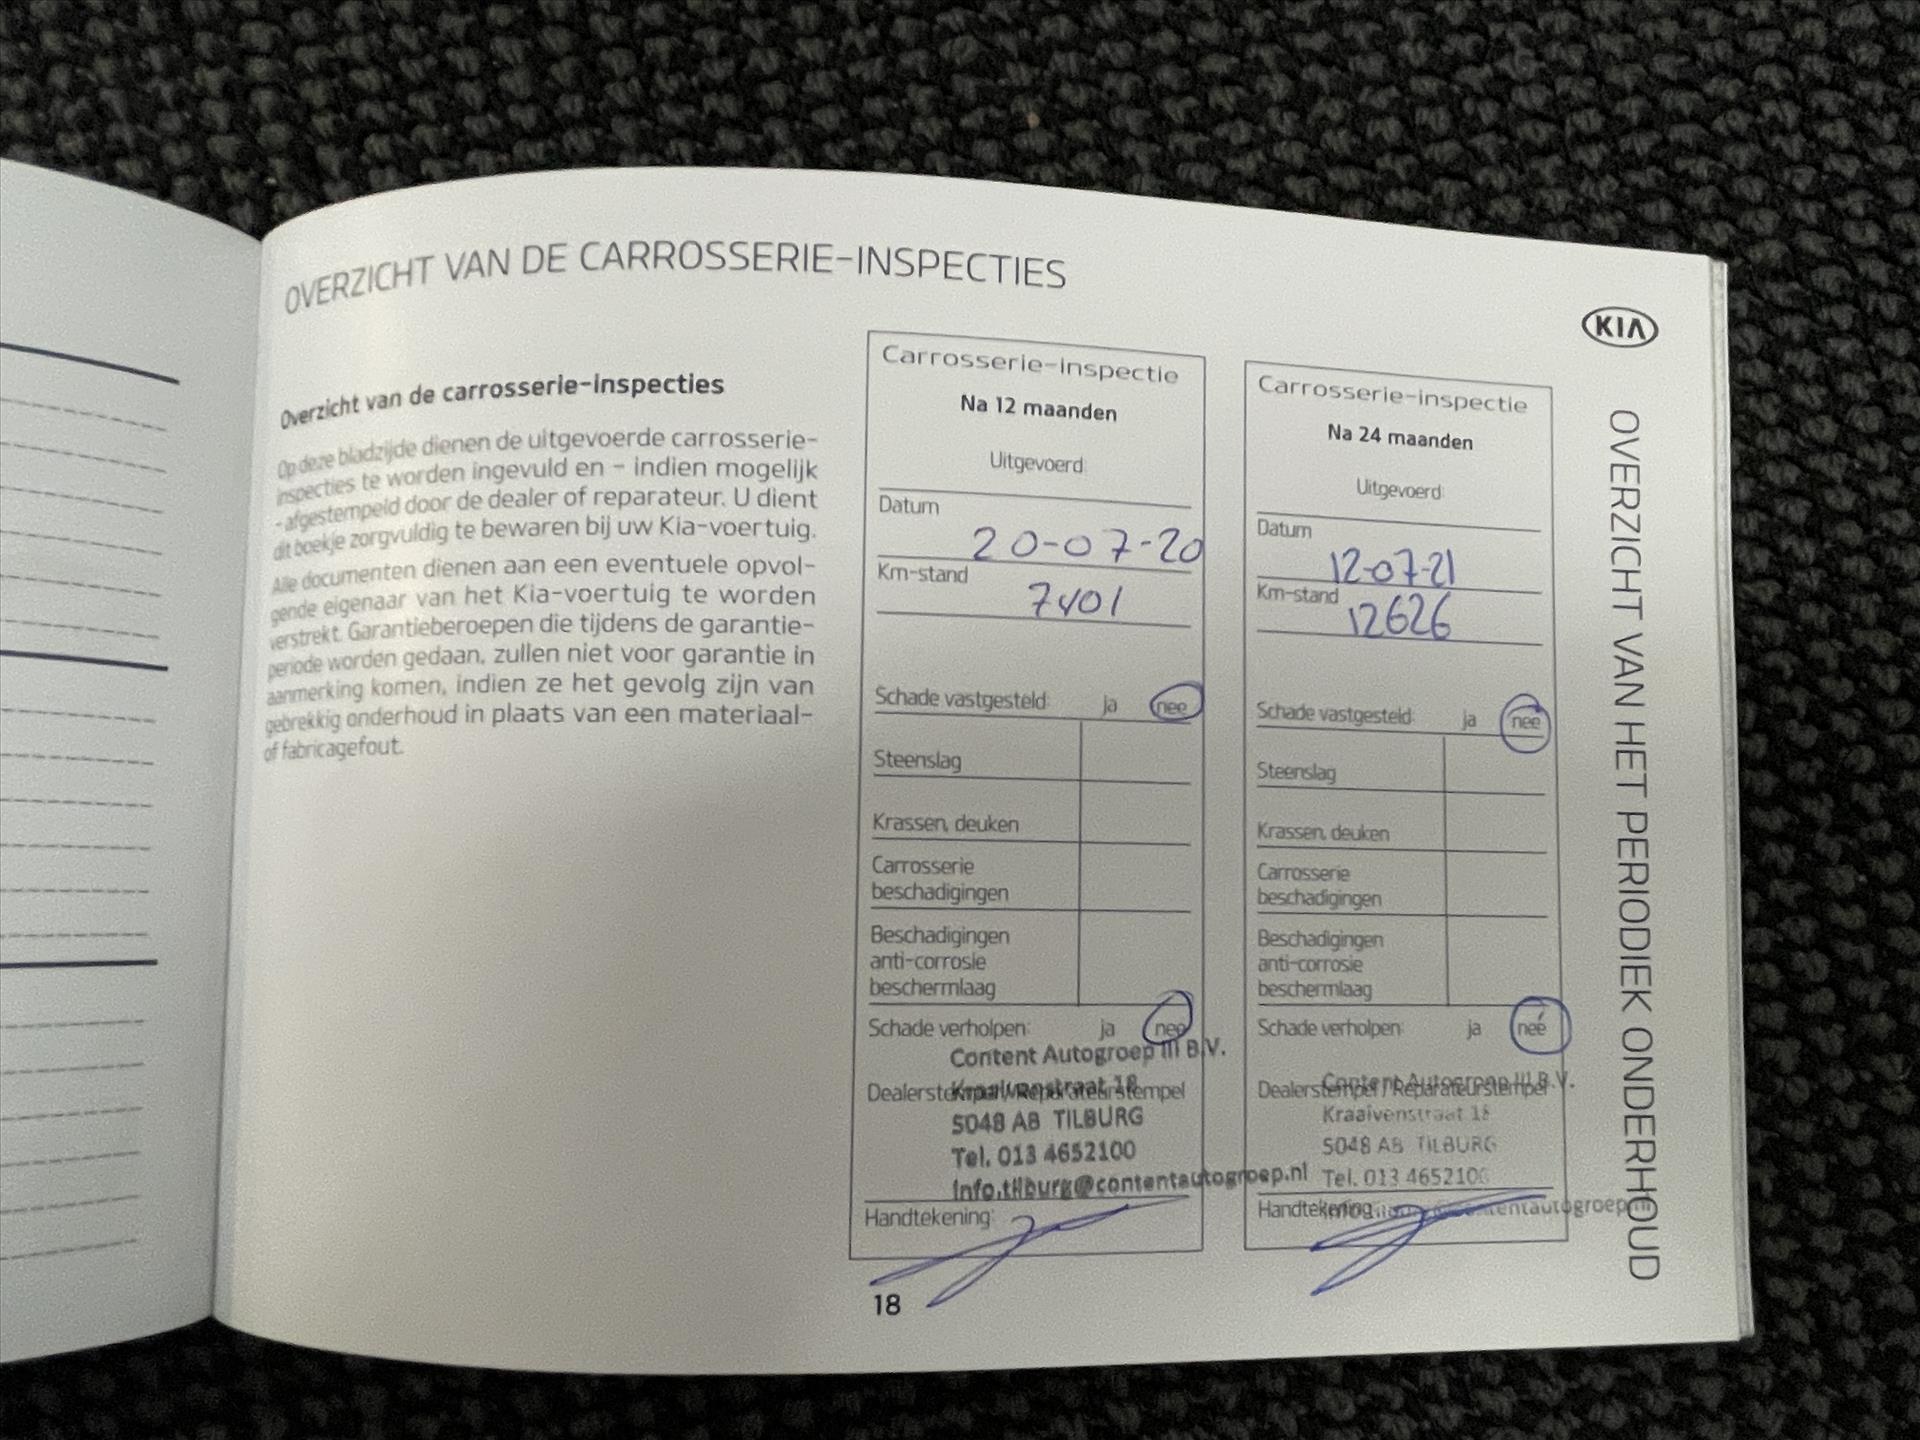 OVERZICHT VAN DE CARROSSERIE-INSPECTIES
Overzicht van de carrosserie-inspecties
Op deze bladzijde dienen de uitgevoerde carrosserie-
inspecties te worden ingevuld en - indien mogelijk
- afgestempeld door de dealer of reparateur. U dient
dit boekje zorgvuldig te bewaren bij uw Kia-voertuig.
Alle documenten dienen aan een eventuele opvol-
gende eigenaar van het Kia-voertuig te worden
verstrekt. Garantieberoepen die tijdens de garantie-
periode worden gedaan, zullen niet voor garantie in
aanmerking komen, indien ze het gevolg zijn van
gebrekkig onderhoud in plaats van een materiaal-
of fabricagefout.
Carrosserie-inspectie
Na 12 maanden
Uitgevoerd:
Datum
20-07-20
Km-stand
7401
Schade vastgesteld: ja nee
Steenslag
Krassen, deuken
Carrosserie
beschadigingen
Beschadigingen
anti-corrosie
beschermlaag
Schade verholpen: ja nee
Content Autogroep III B.V.
Dealerstempel/Reparateurstempel
Kraaivenstraat 18
5048 AB TILBURG
Tel. 013 4652100
info.tilburg@contentautogroep.nl
Handtekening:
18
Carrosserie-inspectie
Na 24 maanden
Uitgevoerd:
Datum
12-07-21
Km-stand
12626
Schade vastgesteld: ja nee
Steenslag
Krassen, deuken
Carrosserie
beschadigingen
Beschadigingen
anti-corrosie
beschermlaag
Schade verholpen: ja nee
Content Autogroep III B.V.
Dealerstempel/Reparateurstempel
Kraaivenstraat 18
5048 AB TILBURG
Tel. 013 4652100
Handtekening:
KIA
OVERZICHT VAN HET PERIODIEK ONDERHOUD